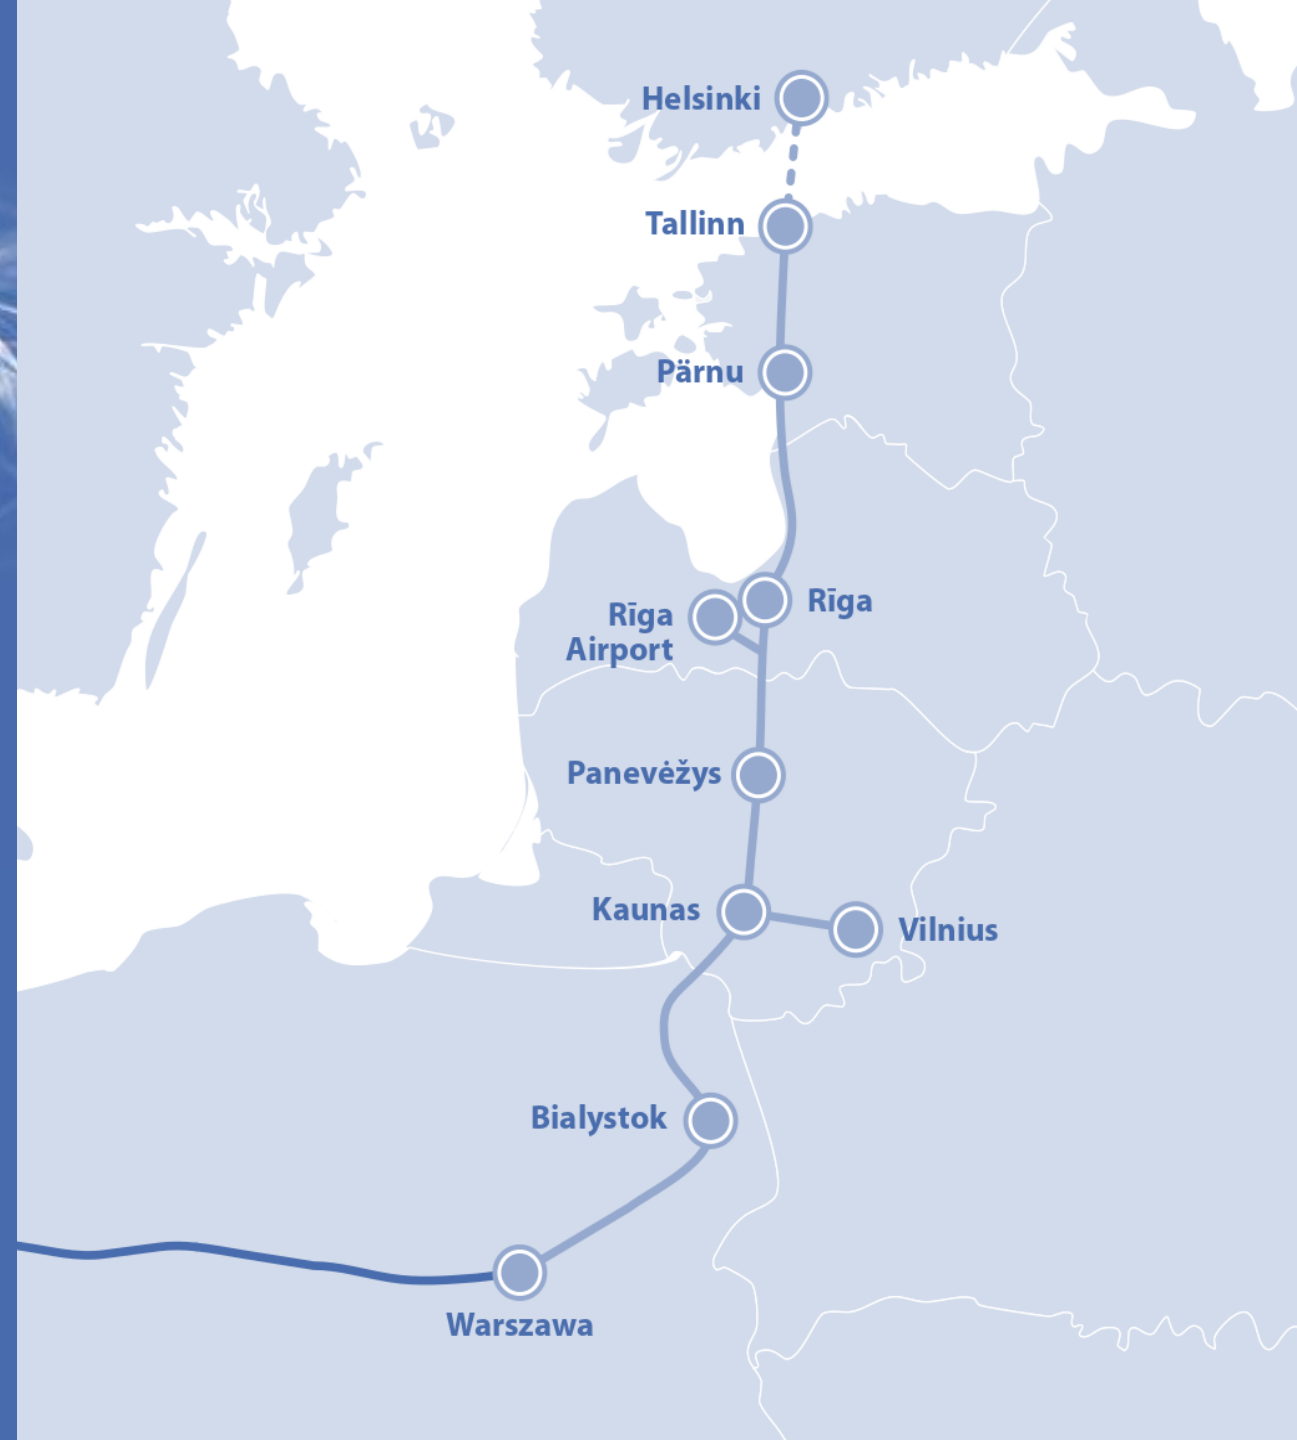 Helsinki
Tallinn
Pärnu
Rīga
Rīga
Airport
Panevėžys
Kaunas
Vilnius
Bialystok
Warszawa